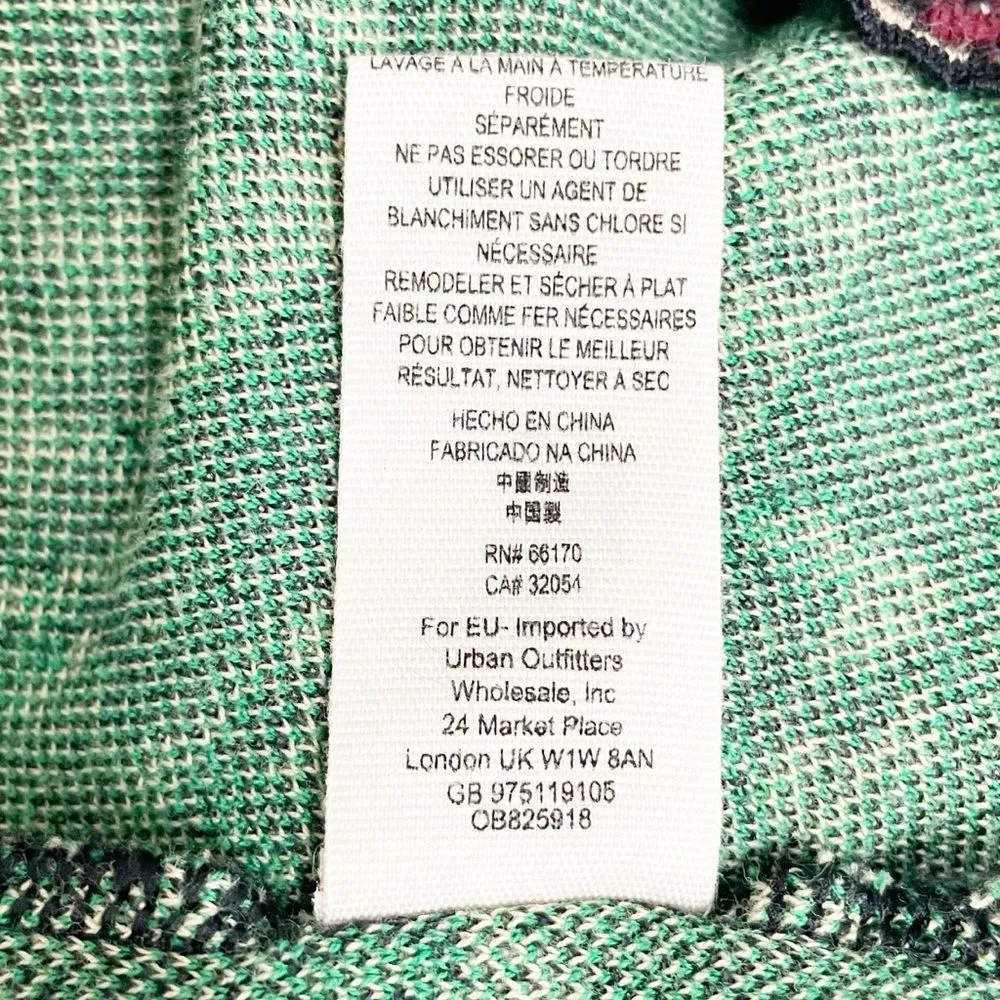 LAVAGE À LA MAIN À TEMPÉRATURE
FROIDE
SÉPARÉMENT
NE PAS ESSORER OU TORDRE
UTILISER UN AGENT DE
BLANCHIMENT SANS CHLORE SI
NÉCESSAIRE
REMODELER ET SÉCHER À PLAT
FAIBLE COMME FER NÉCESSAIRES
POUR OBTENIR LE MEILLEUR
RÉSULTAT, NETTOYER À SEC
HECHO EN CHINA
FABRICADO NA CHINA
中國制造
中国製
RN# 66170
CA# 32054
For EU- Imported by
Urban Outfitters
Wholesale, Inc
24 Market Place
London UK W1W 8AN
GB 975119105
OB825918